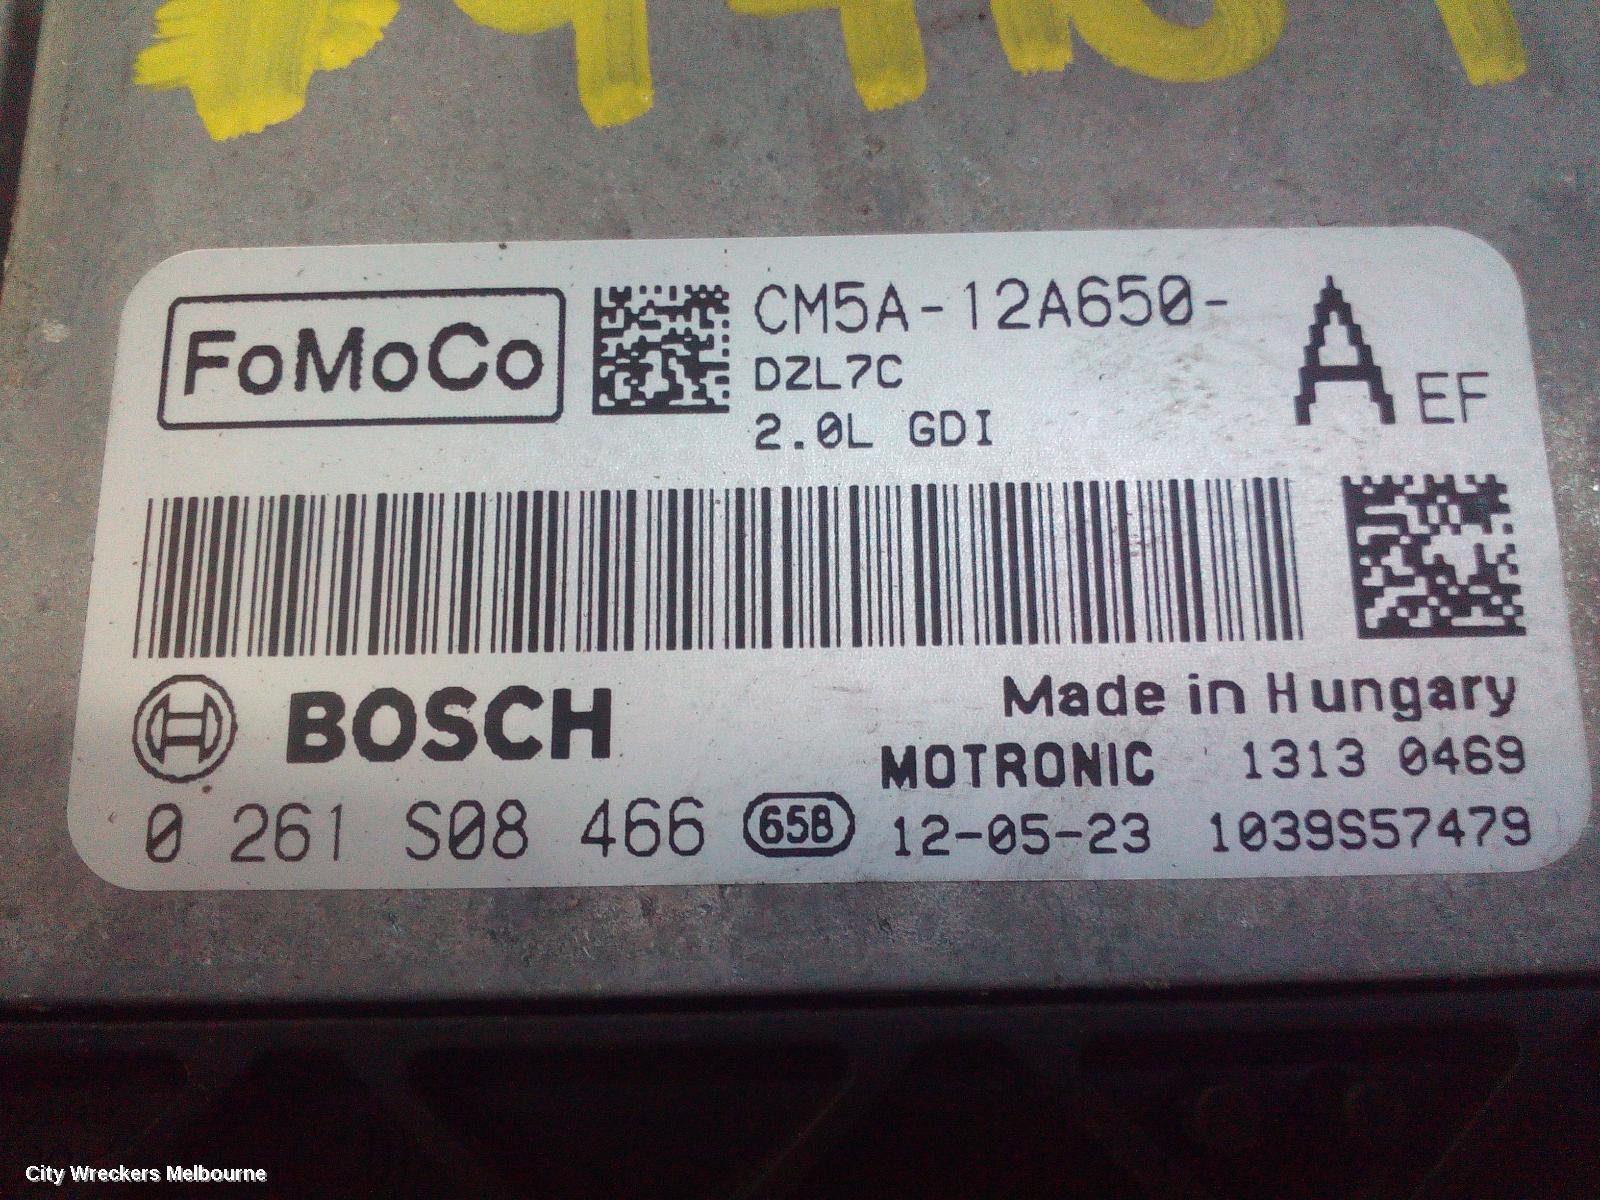 FoMoCo
CM5A-12A650-
A EF
DZL7C
2.0L GDI
BOSCH
Made in Hungary
MOTRONIC 1313 0469
0 261 S08 466 65B 12-05-23 1039S57479
City Wreckers Melbourne